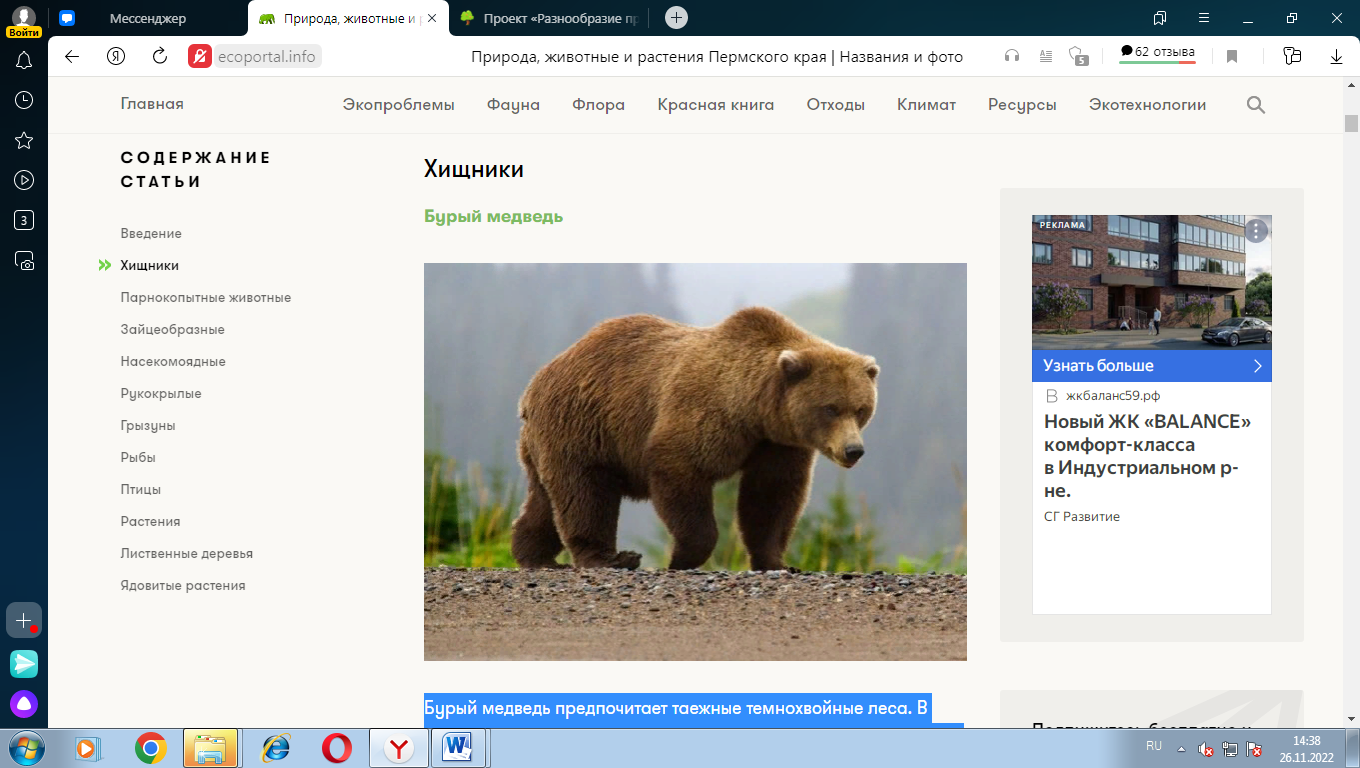 Войти
Мессенджер
Природа, животные и
Проект «Разнообразие
ecoportal.info
Природа, животные и растения Пермского края | Названия и фото
5
62 отзыва
3
Главная
Экопроблемы
Фауна
Флора
Красная книга
Отходы
Климат
Ресурсы
Экотехнологии
СОДЕРЖАНИЕ
СТАТЬИ
Введение
Хищники
Парнокопытные животные
Зайцеобразные
Насекомоядные
Рукокрылые
Грызуны
Рыбы
Птицы
Растения
Лиственные деревья
Ядовитые растения
Хищники
Бурый медведь
Бурый медведь предпочитает таежные темнохвойные леса. В
РЕКЛАМА
Узнать больше
жкбаланс59.рф
Новый ЖК «BALANCE»
комфорт-класса
в Индустриальном р-
не.
СГ Развитие
RU
14:38
26.11.2022